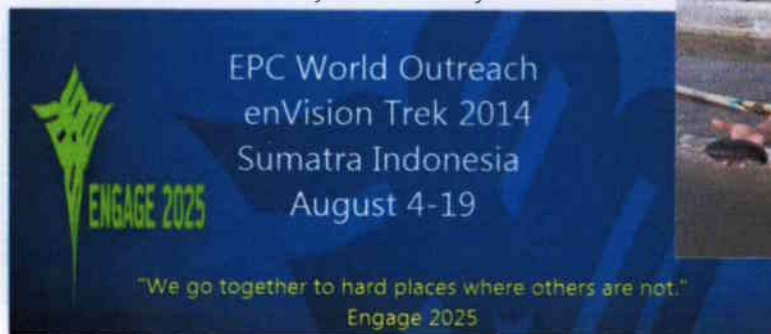 EPC World Outreach
enVision Trek 2014
Sumatra Indonesia
August 4-19
ENGAGE 2025
"We go together to hard places where others are not."
Engage 2025